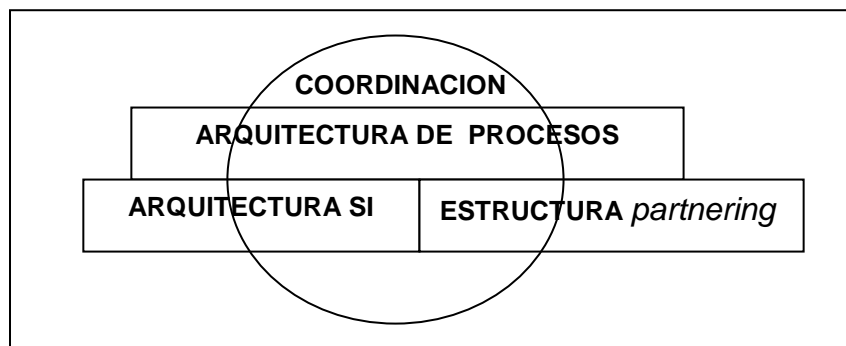 COORDINACION
ARQUITECTURA DE PROCESOS
ARQUITECTURA SI
ESTRUCTURA partnering